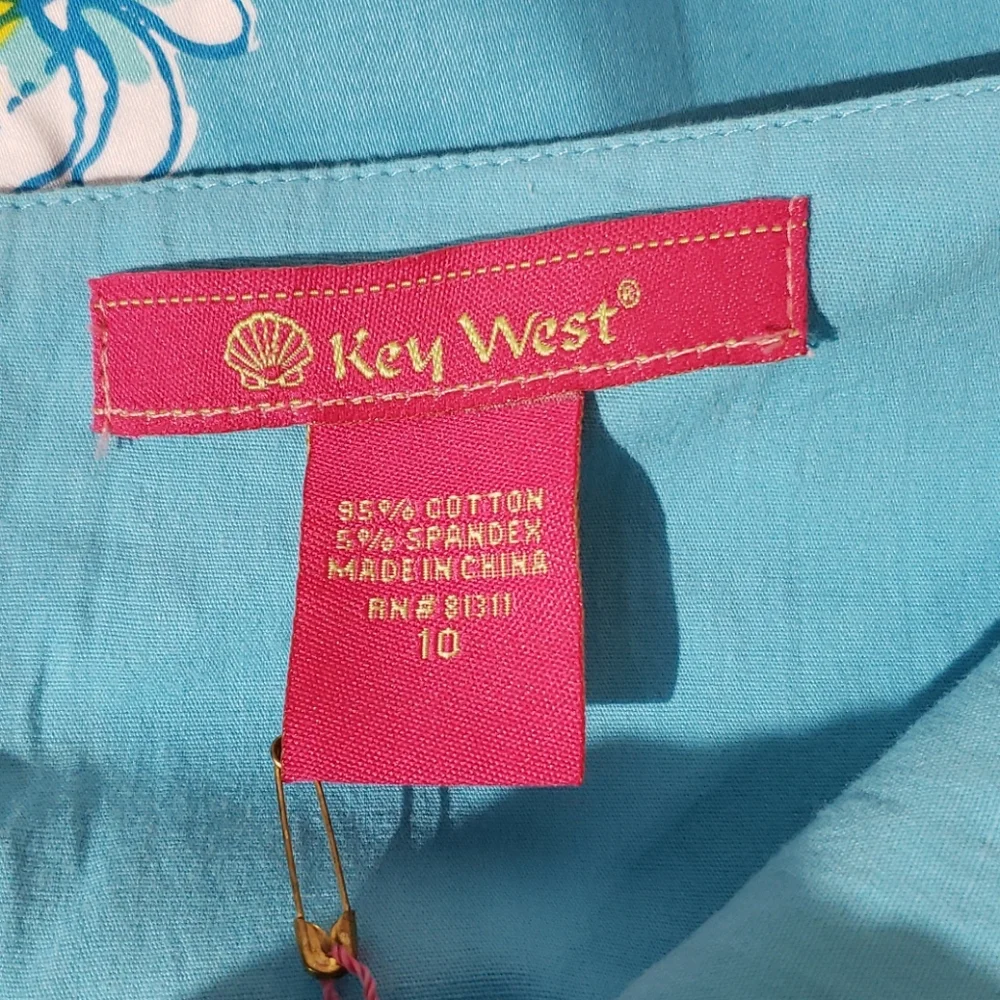 Key West®
95% COTTON
5% SPANDEX
MADE IN CHINA
RN# 81311
10